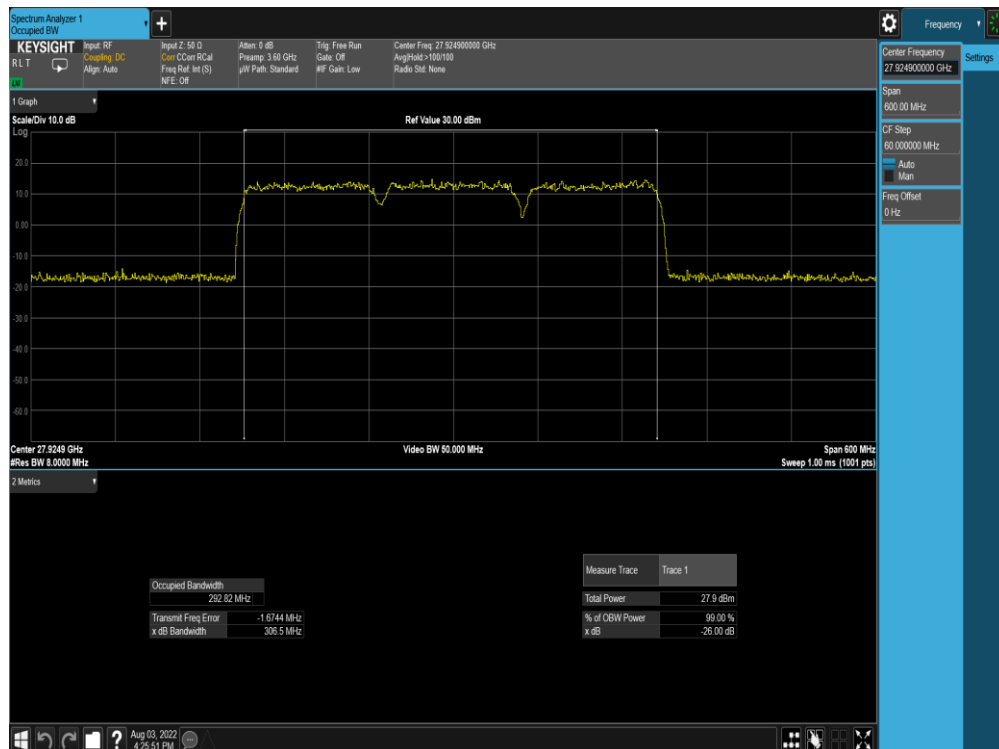 Spectrum Analyzer 1
Occupied BW
+
Frequency
KEYSIGHT
R L T
LXI
Input: RF
Coupling: DC
Align: Auto
Input Z: 50 Ω
Corr CCorr RCal
Freq Ref: Int (S)
NFE: Off
Atten: 0 dB
Preamp: 3.60 GHz
µW Path: Standard
Trig: Free Run
Gate: Off
#IF Gain: Low
Center Freq: 27.924900000 GHz
Avg|Hold:>100/100
Radio Std: None
Center Frequency
27.924900000 GHz
Settings
Span
600.00 MHz
CF Step
60.000000 MHz
Auto
Man
Freq Offset
0 Hz
1 Graph
Scale/Div 10.0 dB
Ref Value 30.00 dBm
Log
20.0
10.0
0.00
-10.0
-20.0
-30.0
-40.0
-50.0
-60.0
Center 27.9249 GHz
Video BW 50.000 MHz
Span 600 MHz
#Res BW 8.0000 MHz
Sweep 1.00 ms (1001 pts)
2 Metrics
Measure Trace Trace 1
Occupied Bandwidth
292.82 MHz
Total Power 27.9 dBm
Transmit Freq Error -1.6744 MHz
% of OBW Power 99.00 %
x dB Bandwidth 306.5 MHz
x dB -26.00 dB
?
Aug 03, 2022
4:25:51 PM